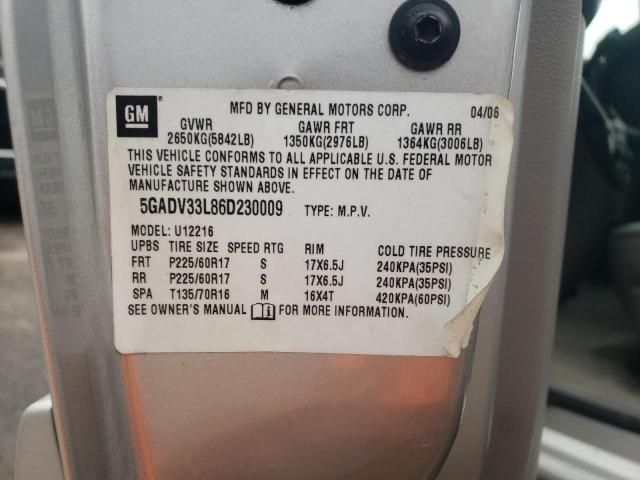 GM
MFD BY GENERAL MOTORS CORP. 04/06
GVWR GAWR FRT GAWR RR
2650KG(5842LB) 1350KG(2976LB) 1364KG(3006LB)
THIS VEHICLE CONFORMS TO ALL APPLICABLE U.S. FEDERAL MOTOR
VEHICLE SAFETY STANDARDS IN EFFECT ON THE DATE OF
MANUFACTURE SHOWN ABOVE.
5GADV33L86D230009 TYPE: M.P.V.
MODEL: U12216
UPBS TIRE SIZE SPEED RTG RIM COLD TIRE PRESSURE
FRT P225/60R17 S 17X6.5J 240KPA(35PSI)
RR P225/60R17 S 17X6.5J 240KPA(35PSI)
SPA T135/70R16 M 16X4T 420KPA(60PSI)
SEE OWNER'S MANUAL FOR MORE INFORMATION.